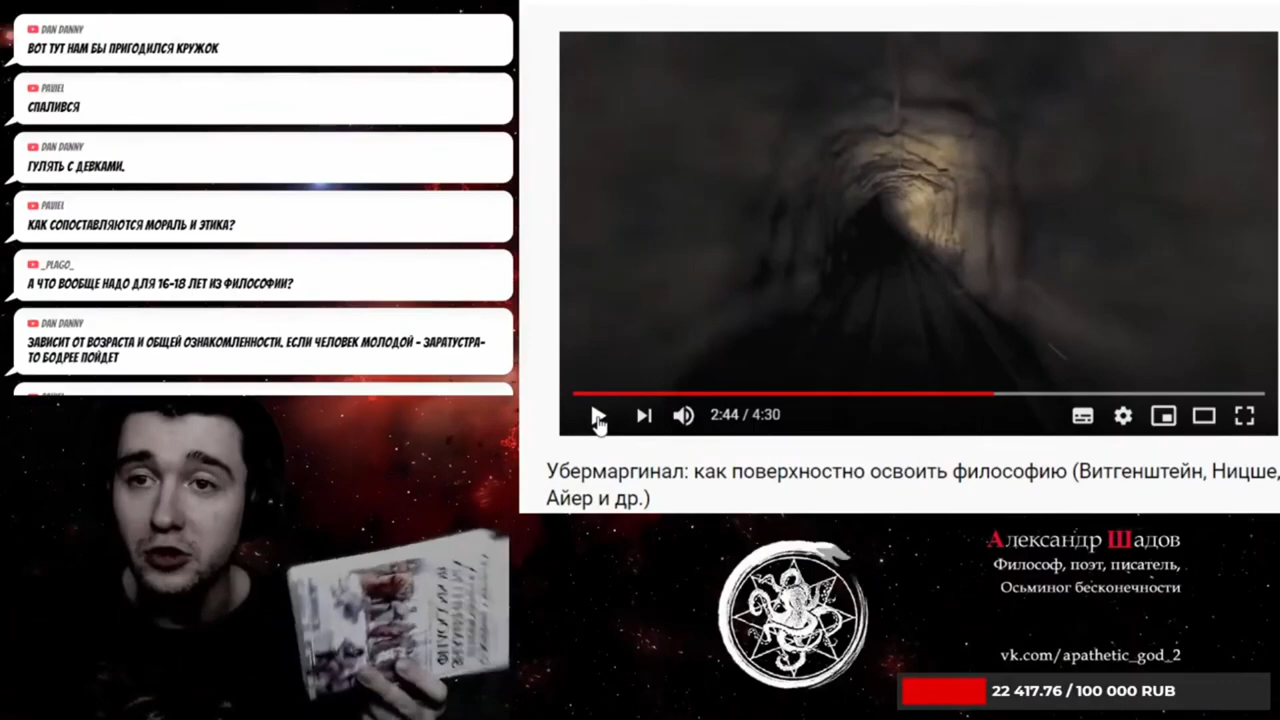 DAN DANNY
ВОТ ТУТ НАМ БЫ ПРИГОДИЛСЯ КРУЖОК
PAVIEL
СПАЛИВСЯ
DAN DANNY
ГУЛЯТЬ С ДЕВКАМИ.
PAVIEL
КАК СОПОСТАВЛЯЮТСЯ МОРАЛЬ И ЭТИКА?
_PLAGO_
А ЧТО ВООБЩЕ НАДО ДЛЯ 16-18 ЛЕТ ИЗ ФИЛОСОФИИ?
DAN DANNY
ЗАВИСИТ ОТ ВОЗРАСТА И ОБЩЕЙ ОЗНАКОМЛЕННОСТИ. ЕСЛИ ЧЕЛОВЕК МОЛОДОЙ - ЗАРАТУСТРА-
ТО БОДРЕЕ ПОЙДЕТ
2:44 / 4:30
Убермаргинал: как поверхностно освоить философию (Витгенштейн, Ницше,
Айер и др.)
Александр Шадов
Философ, поэт, писатель,
Осьминог бесконечности
vk.com/apathetic_god_2
22 417.76 / 100 000 RUB